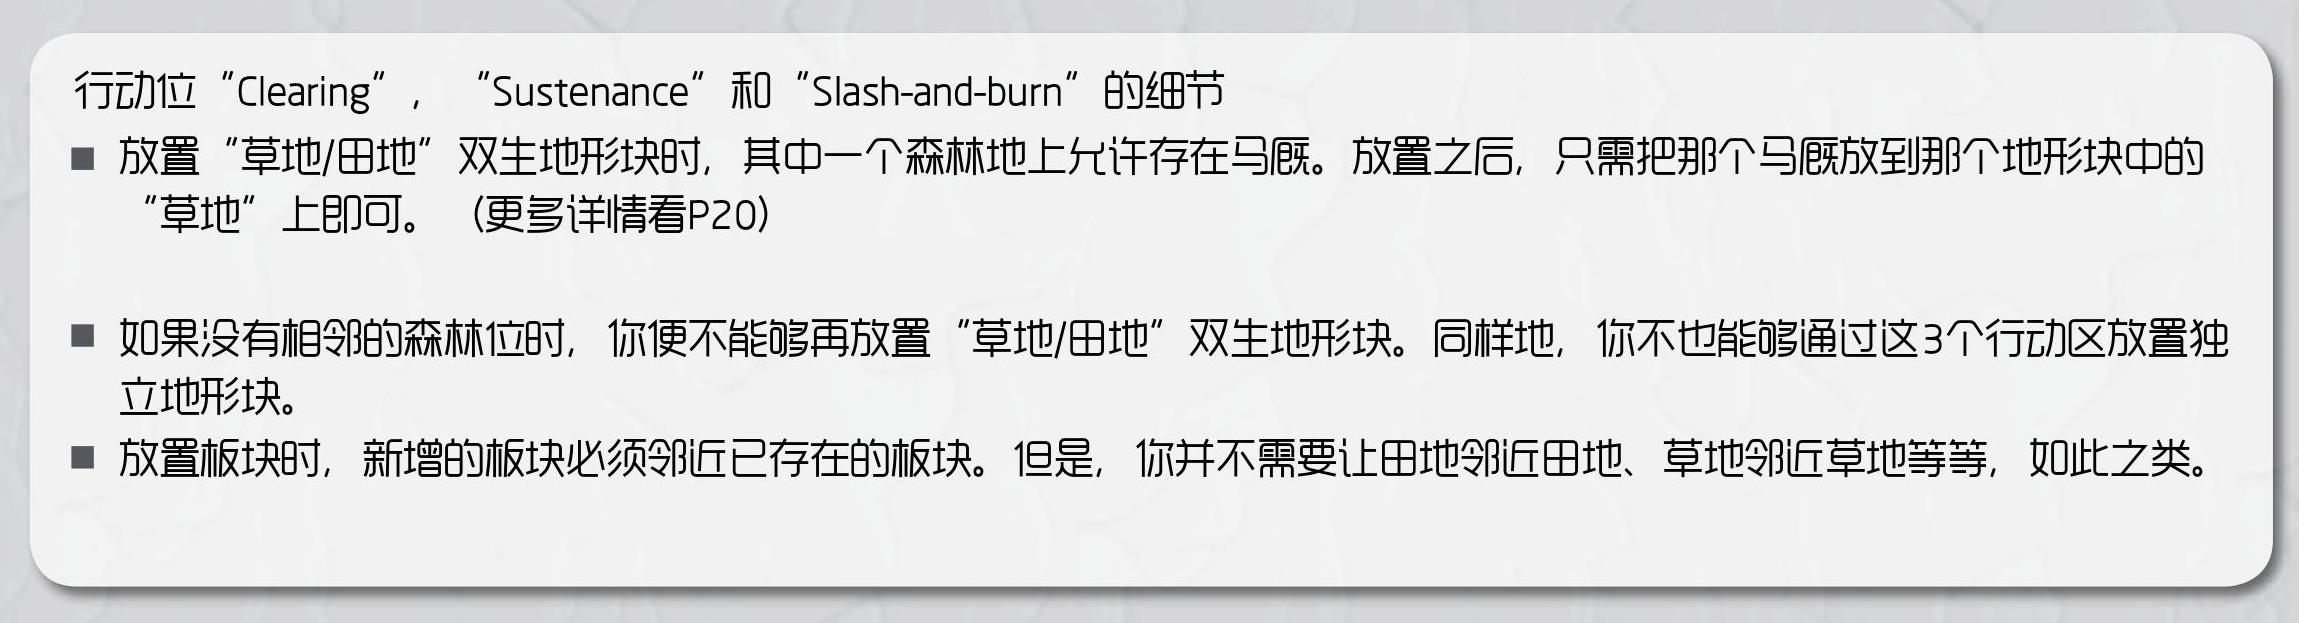 行动位“Clearing”，“Sustenance”和“Slash-and-burn”的细节
■ 放置“草地/田地”双生地形块时，其中一个森林地上允许存在马厩。放置之后，只需把那个马厩放到那个地形块中的
“草地”上即可。（更多详情看P20）
■ 如果没有相邻的森林位时，你便不能够再放置“草地/田地”双生地形块。同样地，你不也能够通过这3个行动区放置独
立地形块。
■ 放置板块时，新增的板块必须邻近已存在的板块。但是，你并不需要让田地邻近田地、草地邻近草地等等，如此之类。